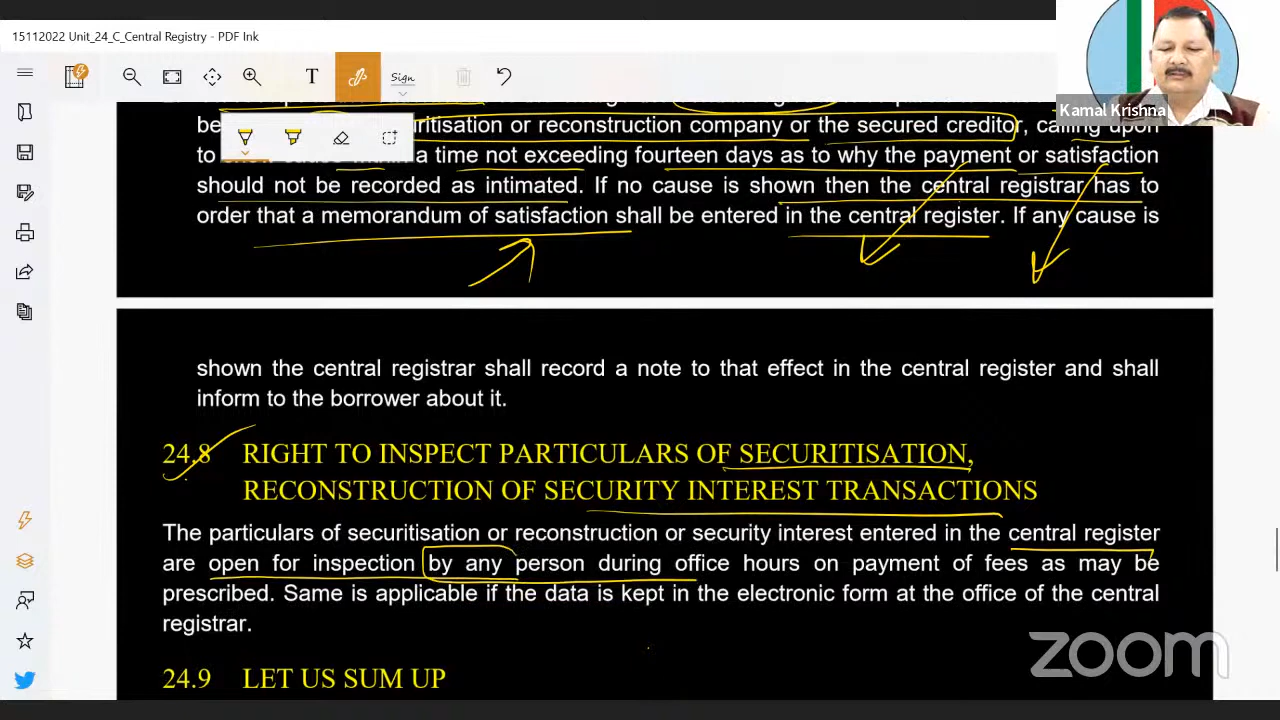 15112022 Unit_24_C_Central Registry - PDF Ink
Sign
Kamal Krishna
be
ritisation or reconstruction company or the secured creditor, calling upon
to a time not exceeding fourteen days as to why the payment or satisfaction
should not be recorded as intimated. If no cause is shown then the central registrar has to
order that a memorandum of satisfaction shall be entered in the central register. If any cause is
shown the central registrar shall record a note to that effect in the central register and shall
inform to the borrower about it.
24.8 RIGHT TO INSPECT PARTICULARS OF SECURITISATION,
RECONSTRUCTION OF SECURITY INTEREST TRANSACTIONS
The particulars of securitisation or reconstruction or security interest entered in the central register
are open for inspection by any person during office hours on payment of fees as may be
prescribed. Same is applicable if the data is kept in the electronic form at the office of the central
registrar.
24.9 LET US SUM UP
zoom